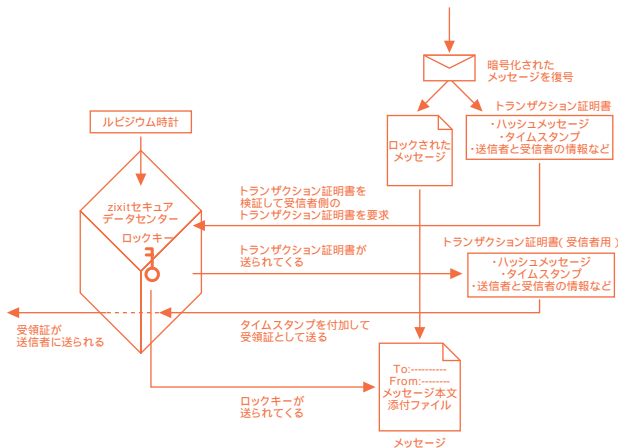 暗号化された
メッセージを復号
トランザクション証明書
・ハッシュメッセージ
・タイムスタンプ
・送信者と受信者の情報など
ルビジウム時計
ロックされた
メッセージ
zixitセキュア
データセンター
ロックキー
トランザクション証明書を
検証して受信者側の
トランザクション証明書を要求
トランザクション証明書(受信者用)
トランザクション証明書が
送られてくる
・ハッシュメッセージ
・タイムスタンプ
・送信者と受信者の情報など
受領証が
送信者に送られる
タイムスタンプを付加して
受領証として送る
To:----------
From:--------
メッセージ本文
添付ファイル
ロックキーが
送られてくる
メッセージ